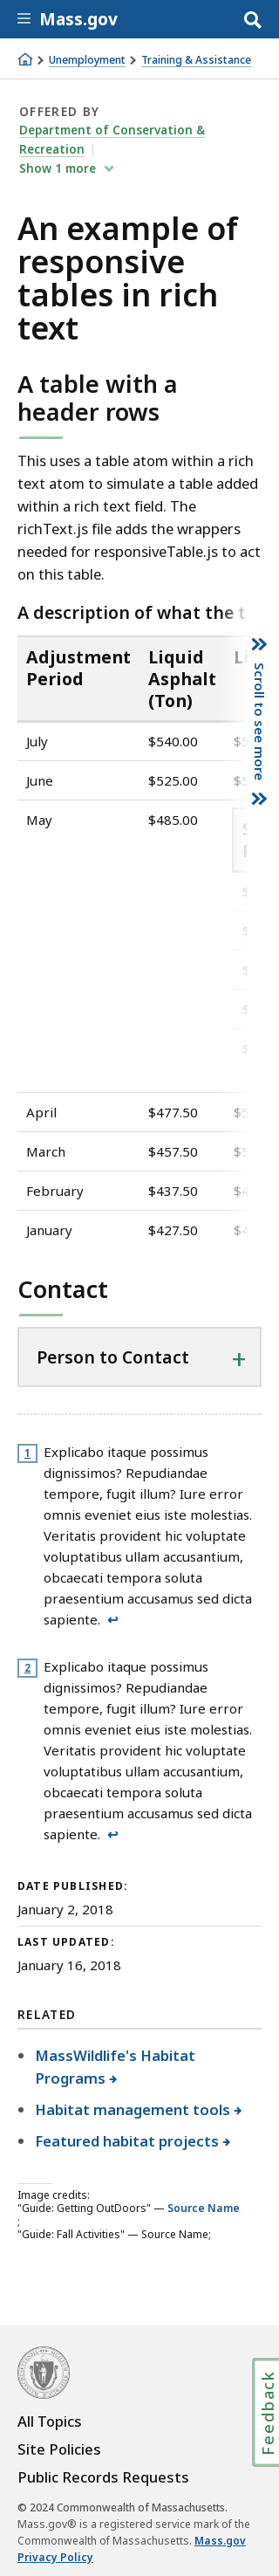 Mass.gov
Unemployment
Training & Assistance
OFFERED BY
Department of Conservation &
Recreation
Show 1 more
An example of
responsive
tables in rich
text
A table with a
header rows
This uses a table atom within a rich
text atom to simulate a table added
within a rich text field. The
richText.js file adds the wrappers
needed for responsiveTable.js to act
on this table.
A description of what the
Adjustment Liquid
Period Asphalt
(Ton)
Scroll to see more
July $540.00
June $525.00
May $485.00
April $477.50
March $457.50
February $437.50
January $427.50
Contact
Person to Contact +
1 Explicabo itaque possimus
dignissimos? Repudiandae
tempore, fugit illum? Iure error
omnis eveniet eius iste molestias.
Veritatis provident hic voluptate
voluptatibus ullam accusantium,
obcaecati tempora soluta
praesentium accusamus sed dicta
sapiente. ↩
2 Explicabo itaque possimus
dignissimos? Repudiandae
tempore, fugit illum? Iure error
omnis eveniet eius iste molestias.
Veritatis provident hic voluptate
voluptatibus ullam accusantium,
obcaecati tempora soluta
praesentium accusamus sed dicta
sapiente. ↩
DATE PUBLISHED:
January 2, 2018
LAST UPDATED:
January 16, 2018
RELATED
MassWildlife's Habitat
Programs
Habitat management tools
Featured habitat projects
Image credits:
"Guide: Getting OutDoors" — Source Name
;
"Guide: Fall Activities" — Source Name;
Feedback
All Topics
Site Policies
Public Records Requests
© 2024 Commonwealth of Massachusetts.
Mass.gov® is a registered service mark of the
Commonwealth of Massachusetts. Mass.gov
Privacy Policy